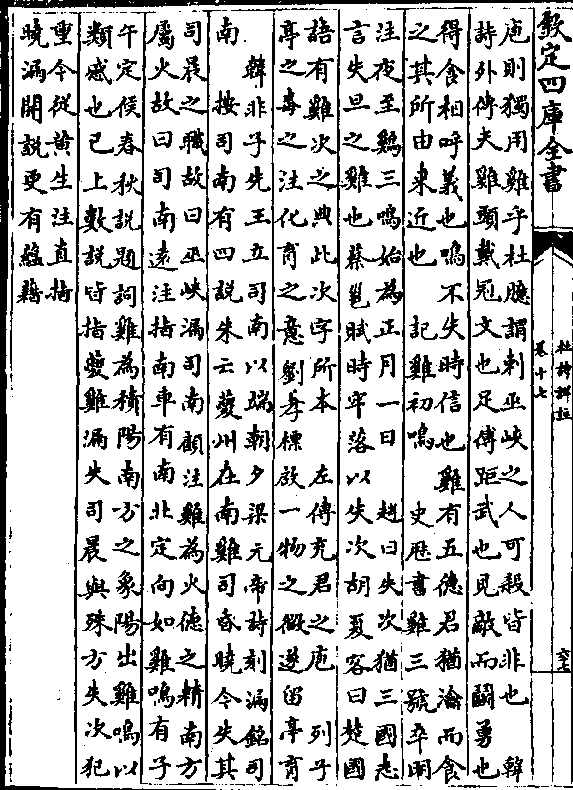 欽定四庫全書
杜詩詳註
卷十七
六十七
庖則獨用雞乎杜臆謂刺巫峽之人可殺皆非也 韓
詩外傳夫雞頭戴冠文也足傅距武也見敵而鬭勇也
得食相呼義也鳴不失時信也雞有五德君猶瀹而食
之其所由來近也 記雞初鳴 史歴書雞三號卒明
注夜至鷄三鳴始為正月一日 趙曰失次猶三國志
言失旦之雞也蔡邕賦時牢落以失次胡夏客曰楚國
語有雞次之典此次字所本 左傳充君之庖 列子
亭之毒之注化育之意劉孝標啟一物之微遂留亭育
韓非子先王立司南以端朝夕梁元帝詩刻漏銘司
南 按司南有四說朱云夔州在南雞司昏曉今失其
司晨之職故曰巫峽漏司南顧注雞為火德之精南方
屬火故曰司南遠注指南車有南北定向如雞鳴有子
午定候春秋說題詞雞為積陽南方之象陽出雞鳴以
類感也已上數說皆指夔雞漏失司晨與殊方失次犯
重今從黄生注直指
曉漏開說更有蘊藉